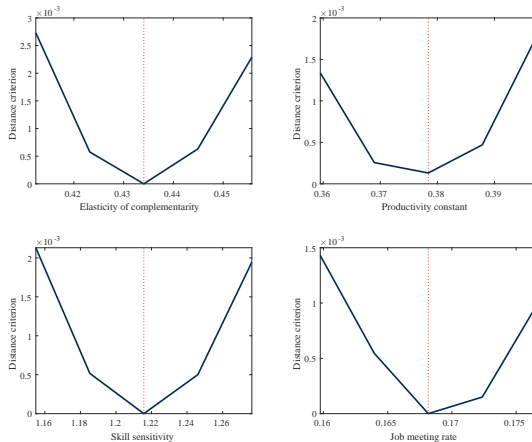 ×10⁻³
3
2.5
2
1.5
1
0.5
0
Distance criterion
0.42 0.43 0.44 0.45
Elasticity of complementarity
×10⁻³
2
1.5
1
0.5
0
Distance criterion
0.36 0.37 0.38 0.39
Productivity constant
×10⁻³
2
1.5
1
0.5
0
Distance criterion
1.16 1.18 1.2 1.22 1.24 1.26
Skill sensitivity
×10⁻³
1.5
1
0.5
0
Distance criterion
0.16 0.165 0.17 0.175
Job meeting rate